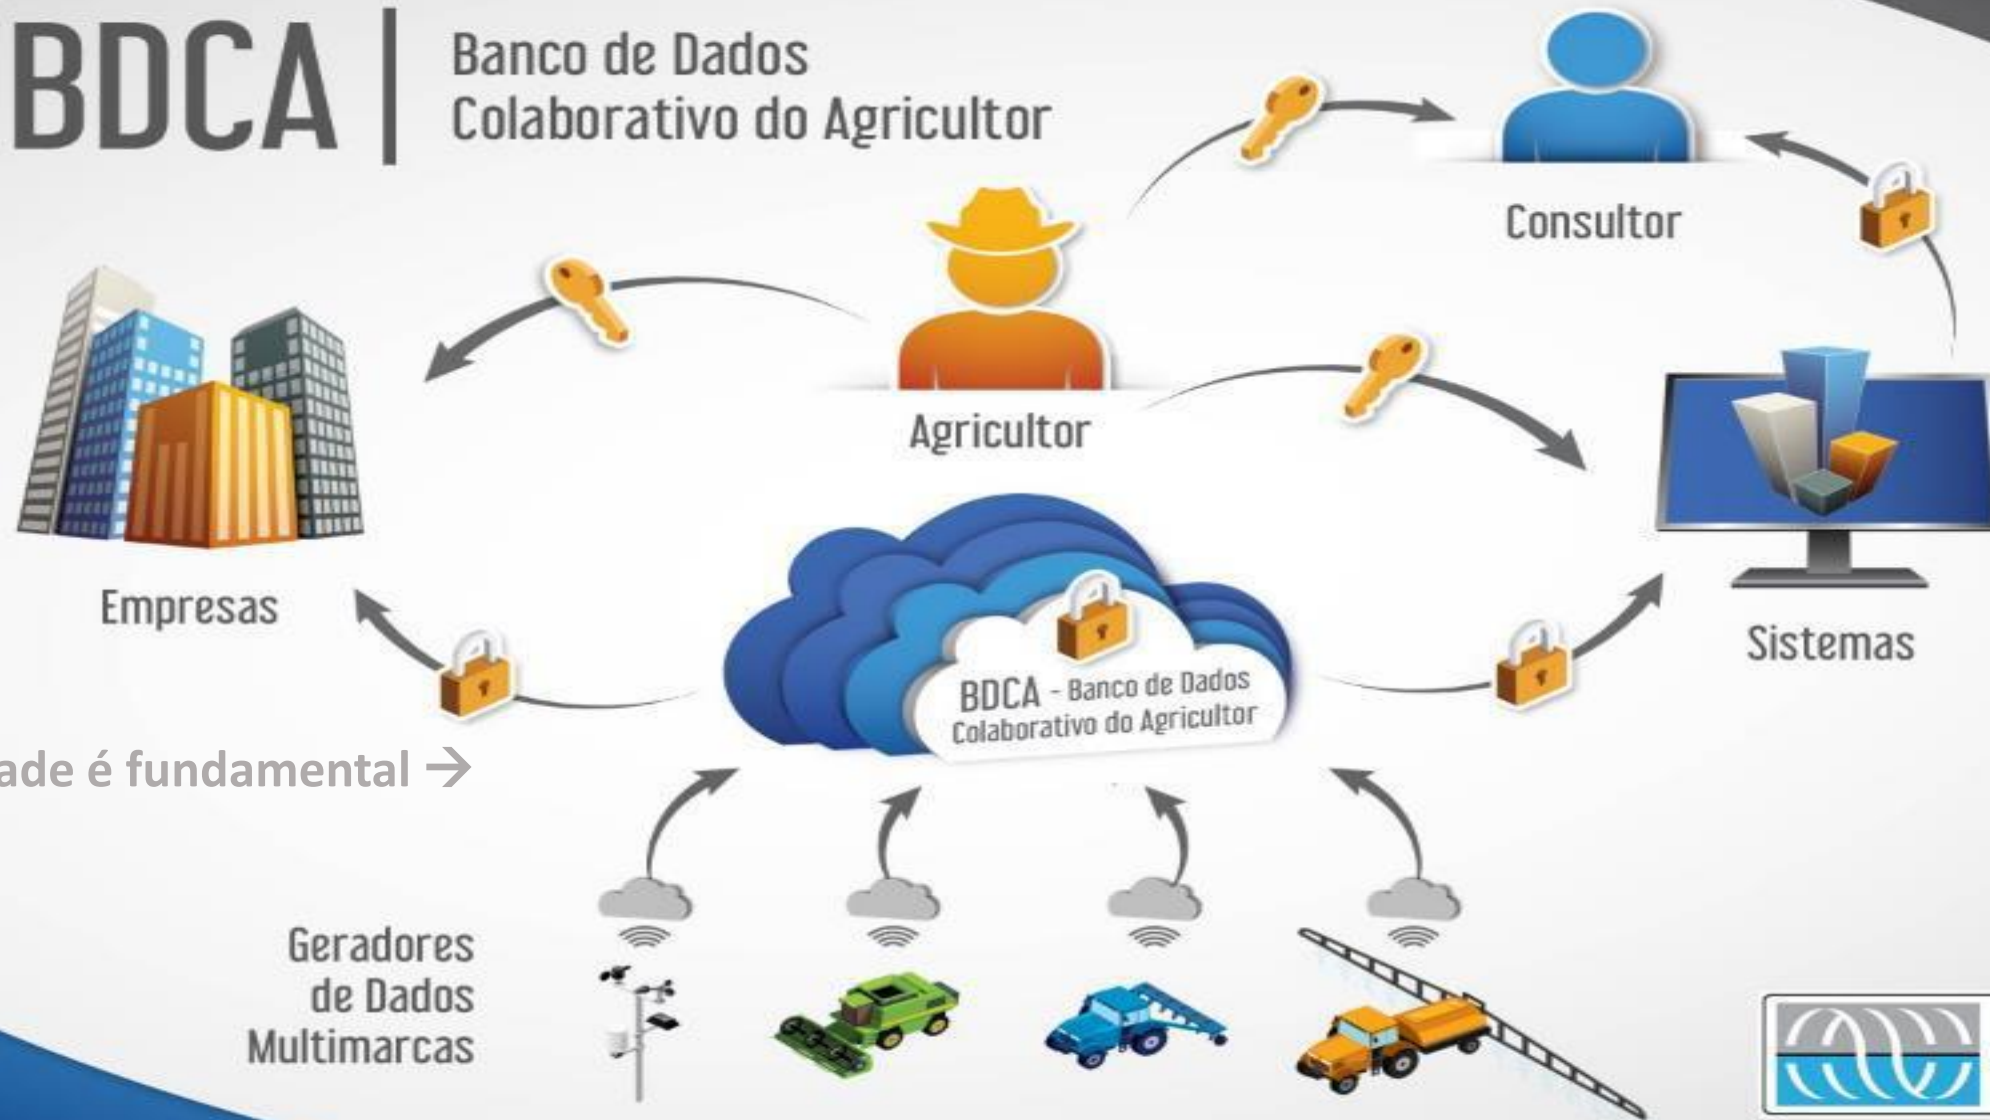 BDCA
Banco de Dados
Colaborativo do Agricultor
Consultor
Agricultor
Empresas
Sistemas
BDCA - Banco de Dados
Colaborativo do Agricultor
é fundamental →
Geradores
de Dados
Multimarcas